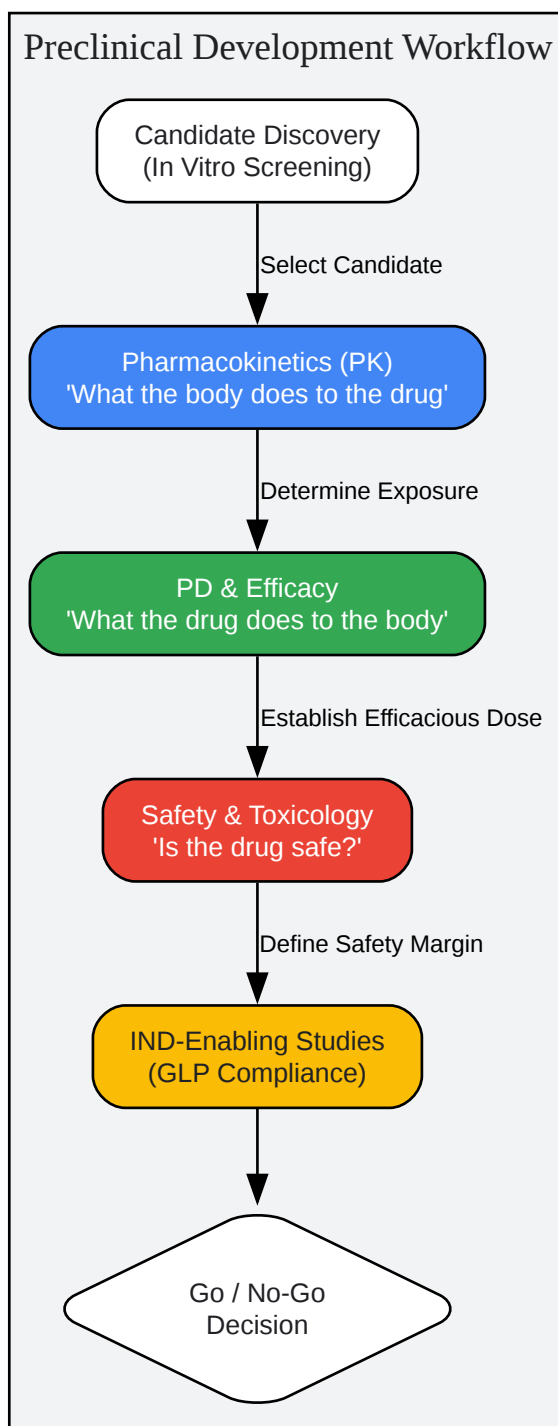 Preclinical Development Workflow
Candidate Discovery
(In Vitro Screening)
Select Candidate
Pharmacokinetics (PK)
'What the body does to the drug'
Determine Exposure
PD & Efficacy
'What the drug does to the body'
Establish Efficacious Dose
Safety & Toxicology
'Is the drug safe?'
Define Safety Margin
IND-Enabling Studies
(GLP Compliance)
Go / No-Go
Decision